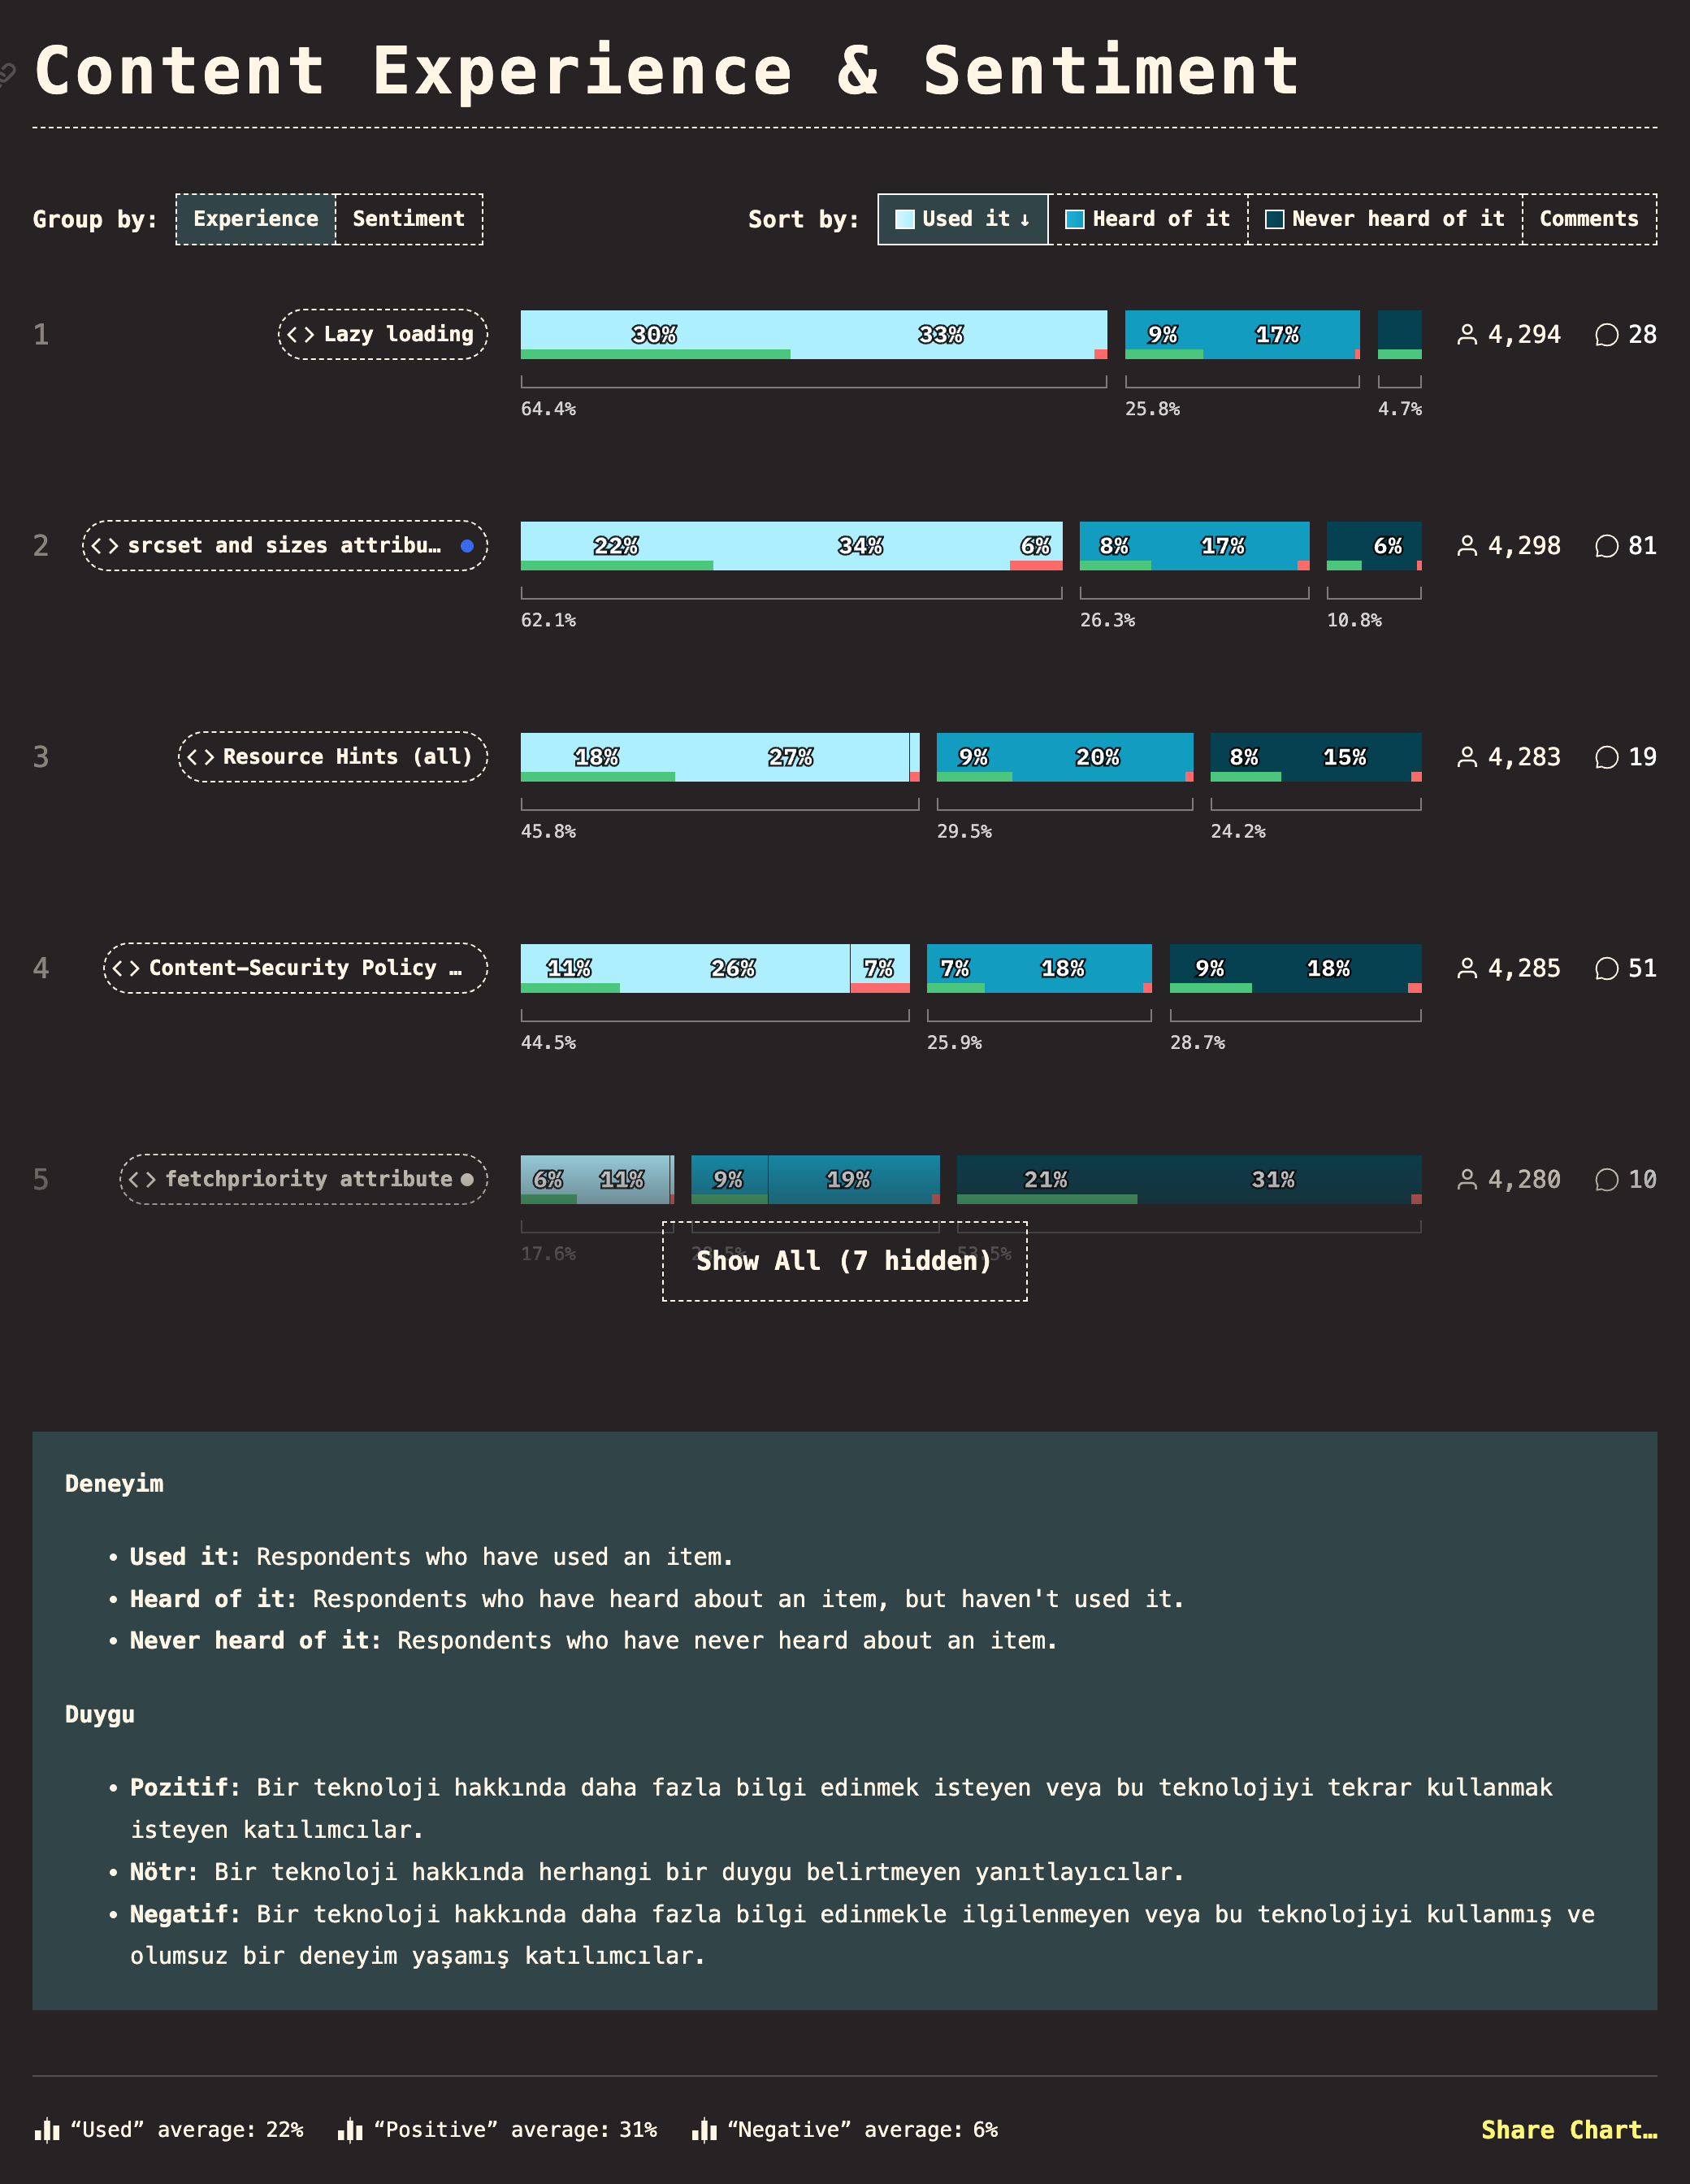 Content Experience & Sentiment
Group by: Experience Sentiment Sort by: Used it ↓ Heard of it Never heard of it Comments
1 <> Lazy loading 30% 33% 9% 17% 4,294 28
64.4% 25.8% 4.7%
2 <> srcset and sizes attribu… 22% 34% 6% 8% 17% 6% 4,298 81
62.1% 26.3% 10.8%
3 <> Resource Hints (all) 18% 27% 9% 20% 8% 15% 4,283 19
45.8% 29.5% 24.2%
4 <> Content-Security Policy … 11% 26% 7% 7% 18% 9% 18% 4,285 51
44.5% 25.9% 28.7%
5 <> fetchpriority attribute 6% 11% 9% 19% 21% 31% 4,280 10
17.6%
Show All (7 hidden)
Deneyim
• Used it: Respondents who have used an item.
• Heard of it: Respondents who have heard about an item, but haven't used it.
• Never heard of it: Respondents who have never heard about an item.
Duygu
• Pozitif: Bir teknoloji hakkında daha fazla bilgi edinmek isteyen veya bu teknolojiyi tekrar kullanmak
isteyen katılımcılar.
• Nötr: Bir teknoloji hakkında herhangi bir duygu belirtmeyen yanıtlayıcılar.
• Negatif: Bir teknoloji hakkında daha fazla bilgi edinmekle ilgilenmeyen veya bu teknolojiyi kullanmış ve
olumsuz bir deneyim yaşamış katılımcılar.
“Used” average: 22% “Positive” average: 31% “Negative” average: 6% Share Chart…